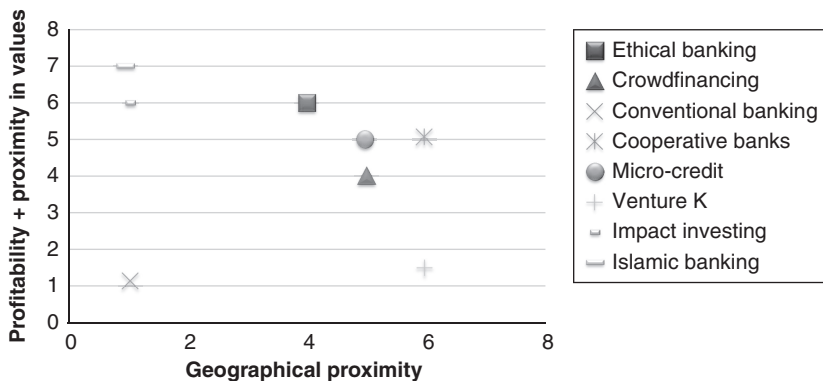 Profitability + proximity in values
8
7
6
5
4
3
2
1
0
0 2 4 6 8
Geographical proximity
Ethical banking
Crowdfinancing
Conventional banking
Cooperative banks
Micro-credit
Venture K
Impact investing
Islamic banking